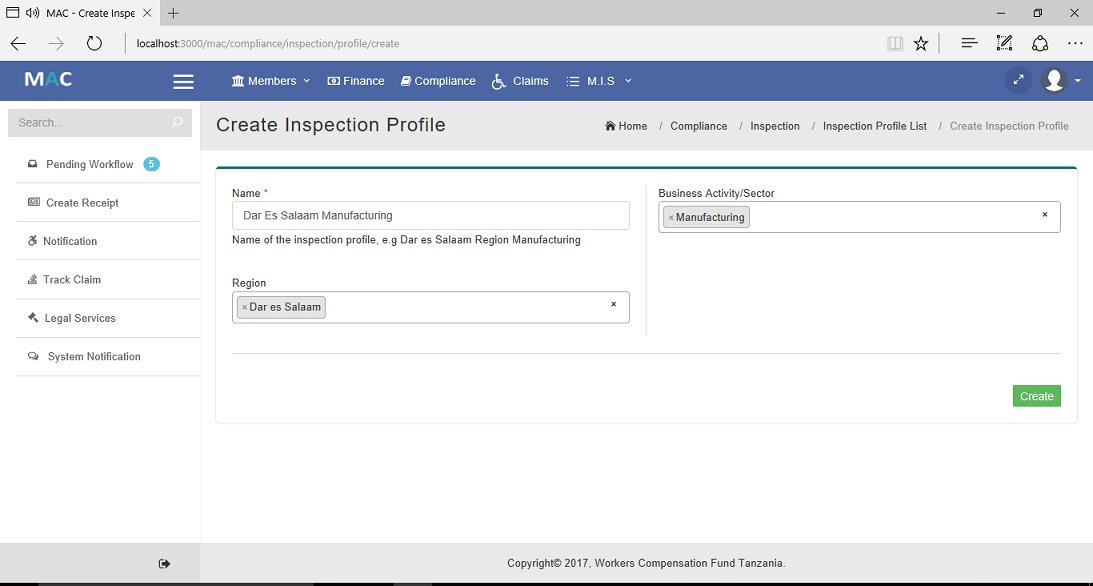 MAC - Create Inspe
localhost:3000/mac/compliance/inspection/profile/create
MAC
Members
Finance
Compliance
Claims
M.I.S
Search...
Create Inspection Profile
Home / Compliance / Inspection / Inspection Profile List / Create Inspection Profile
Pending Workflow 5
Create Receipt
Notification
Track Claim
Legal Services
System Notification
Name *
Dar Es Salaam Manufacturing
Name of the inspection profile, e.g Dar es Salaam Region Manufacturing
Region
×Dar es Salaam ×
Business Activity/Sector
×Manufacturing ×
Create
Copyright© 2017, Workers Compensation Fund Tanzania.